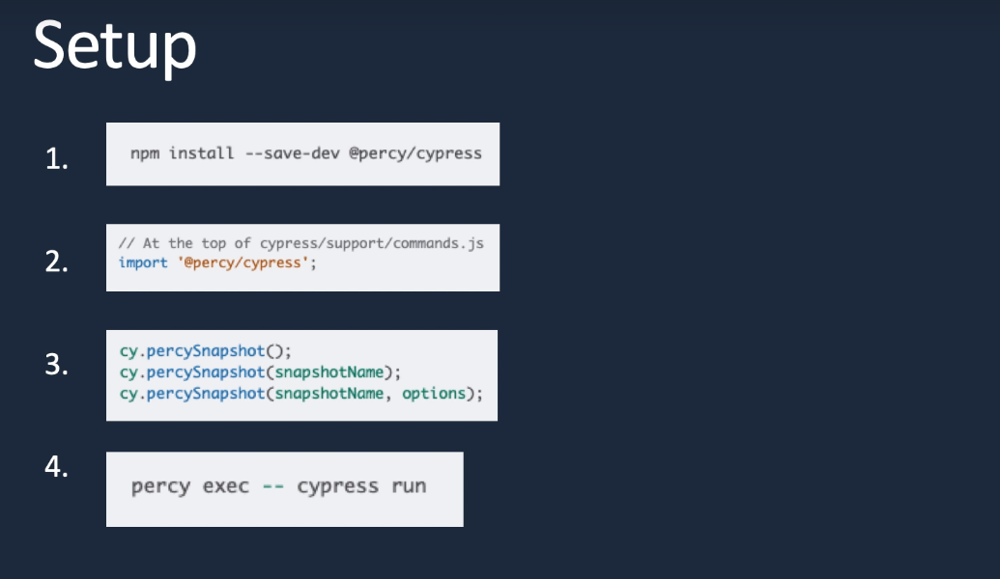 Setup
1.
npm install --save-dev @percy/cypress
2.
// At the top of cypress/support/commands.js
import '@percy/cypress';
3.
cy.percySnapshot();
cy.percySnapshot(snapshotName);
cy.percySnapshot(snapshotName, options);
4.
percy exec -- cypress run